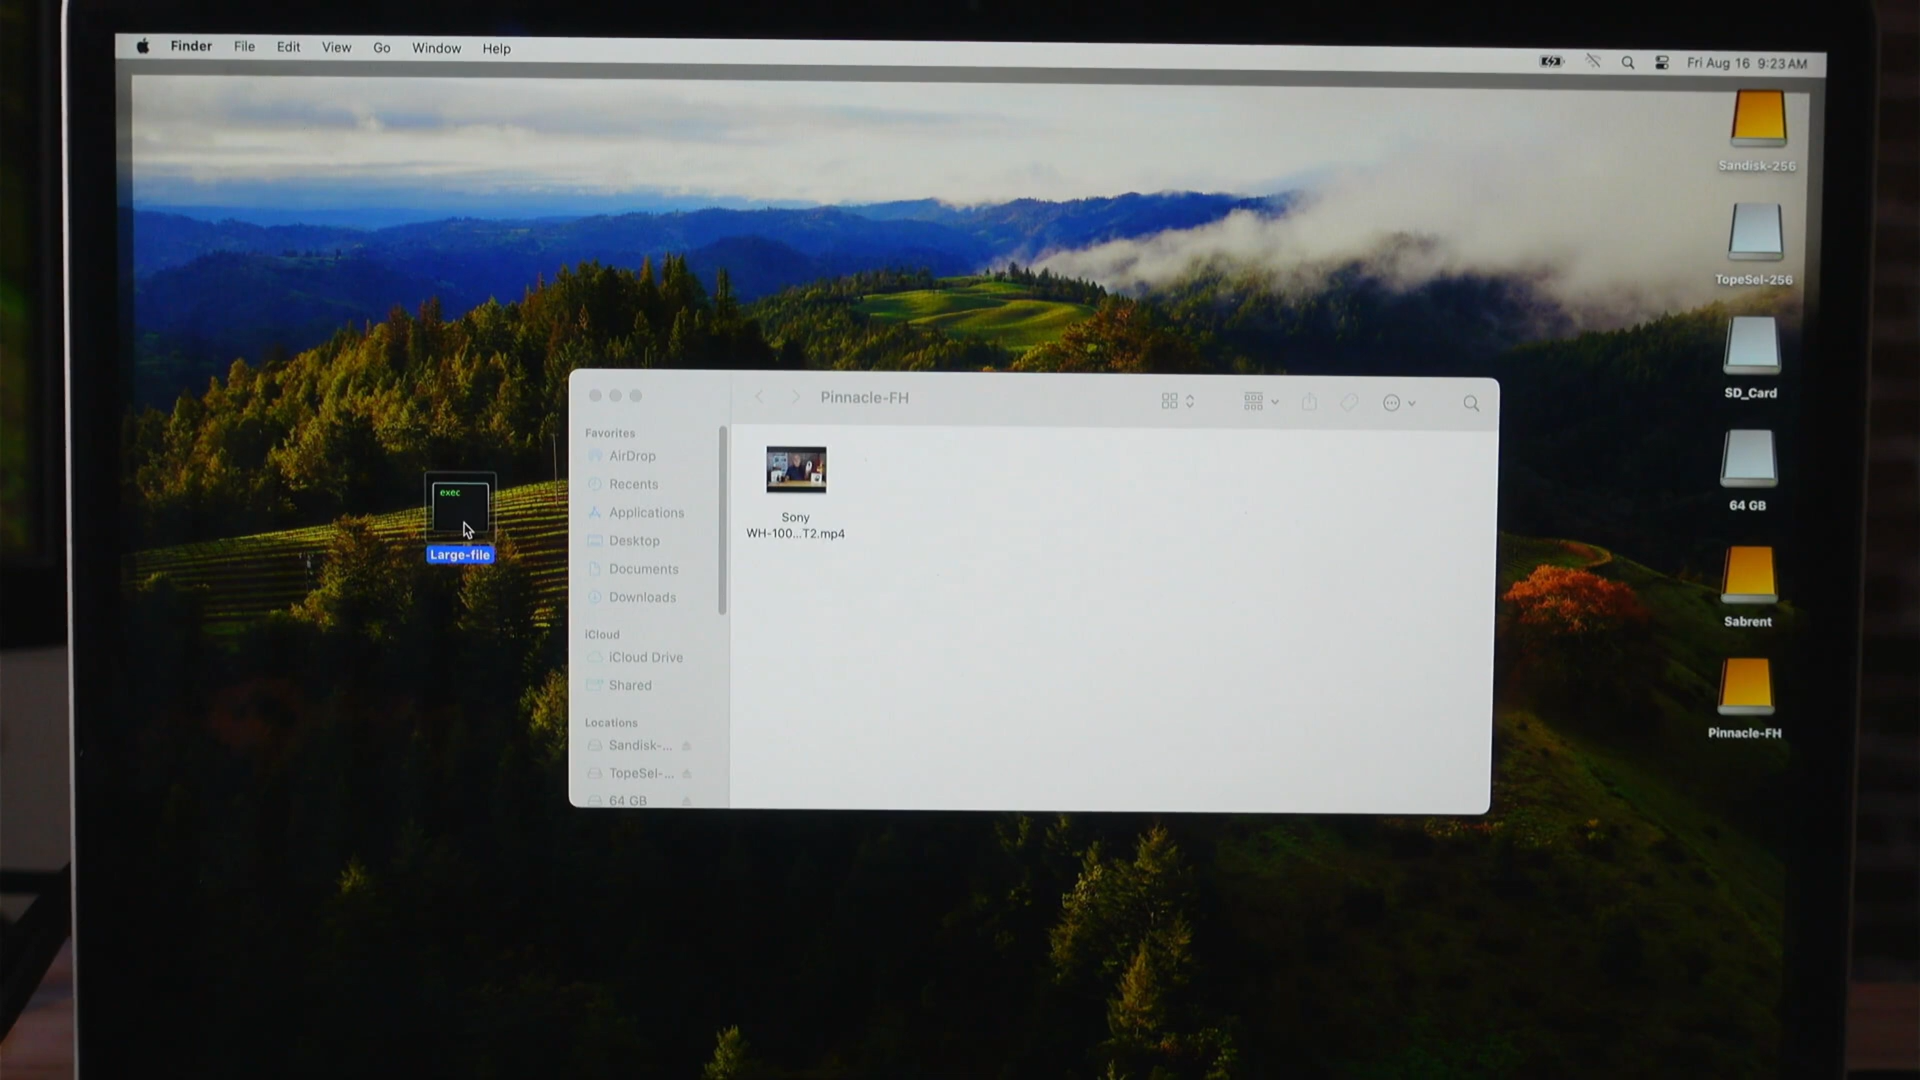 Finder File Edit View Go Window Help
Fri Aug 16 9:23 AM
Sandisk-256
TopeSel-256
SD_Card
64 GB
Sabrent
Pinnacle-FH
exec
Large-file
Pinnacle-FH
Favorites
AirDrop
Recents
Applications
Desktop
Documents
Downloads
iCloud
iCloud Drive
Shared
Locations
Sandisk-...
TopeSel-...
64 GB
Sony
WH-100...T2.mp4